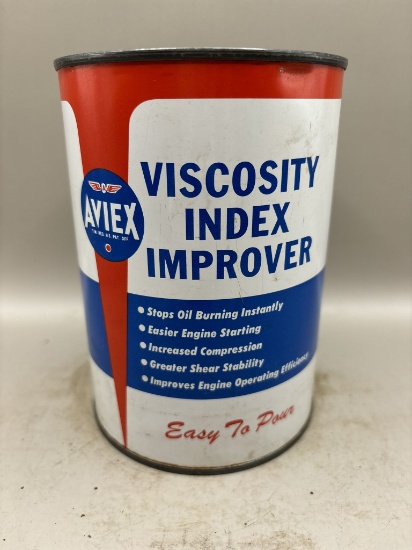 AVIEX
VISCOSITY
INDEX
IMPROVER
• Stops Oil Burning Instantly
• Easier Engine Starting
• Increased Compression
• Greater Shear Stability
• Improves Engine Operating Efficiency
Easy To Pour